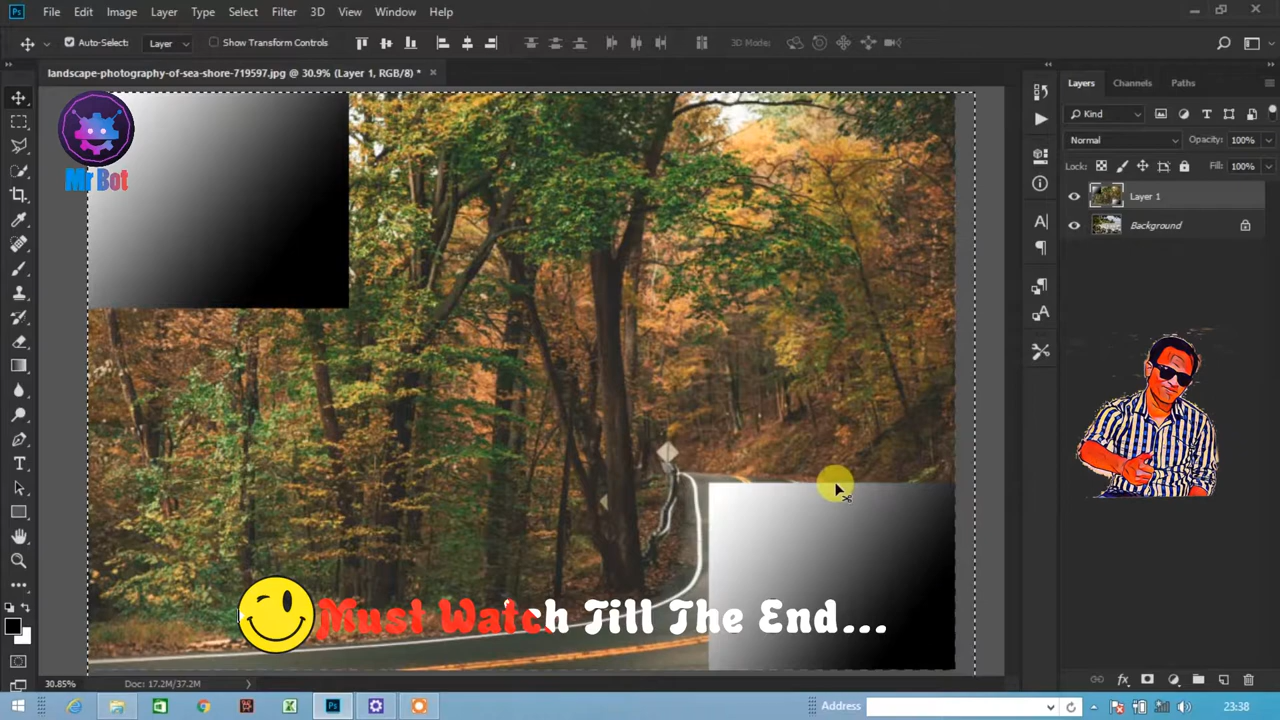 File Edit Image Layer Type Select Filter 3D View Window Help
Auto-Select: Layer Show Transform Controls 3D Mode:
landscape-photography-of-sea-shore-719597.jpg @ 30.9% (Layer 1, RGB/8) *
Layers Channels Paths
Kind
Normal Opacity: 100%
Lock: Fill: 100%
Layer 1
Background
Mr Bot
Must Watch Till The End...
30.85% Doc: 17.2M/37.2M
Address 23:38